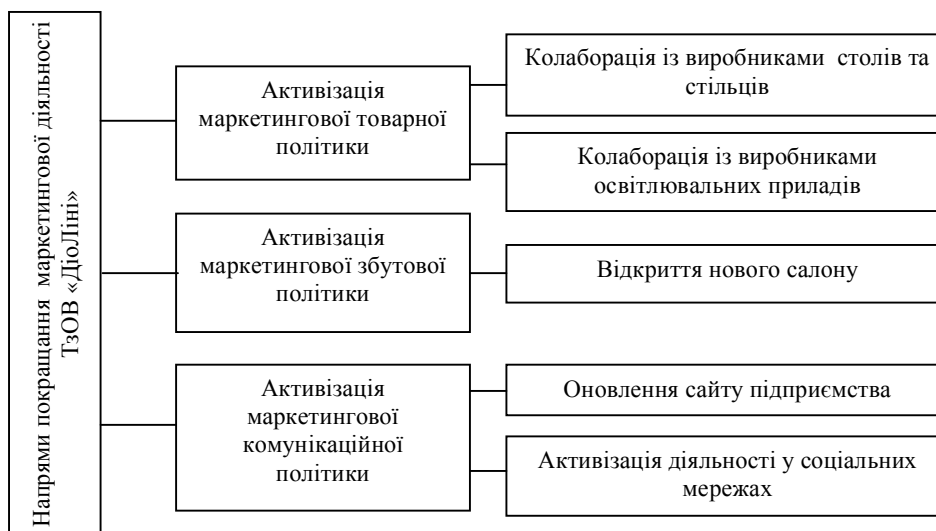 Напрями покращання маркетингової діяльності
ТзОВ «ДіоЛіні»
Активізація
маркетингової товарної
політики
Колаборація із виробниками столів та
стільців
Колаборація із виробниками
освітлювальних приладів
Активізація
маркетингової збутової
політики
Відкриття нового салону
Активізація
маркетингової
комунікаційної
політики
Оновлення сайту підприємства
Активізація діяльності у соціальних
мережах